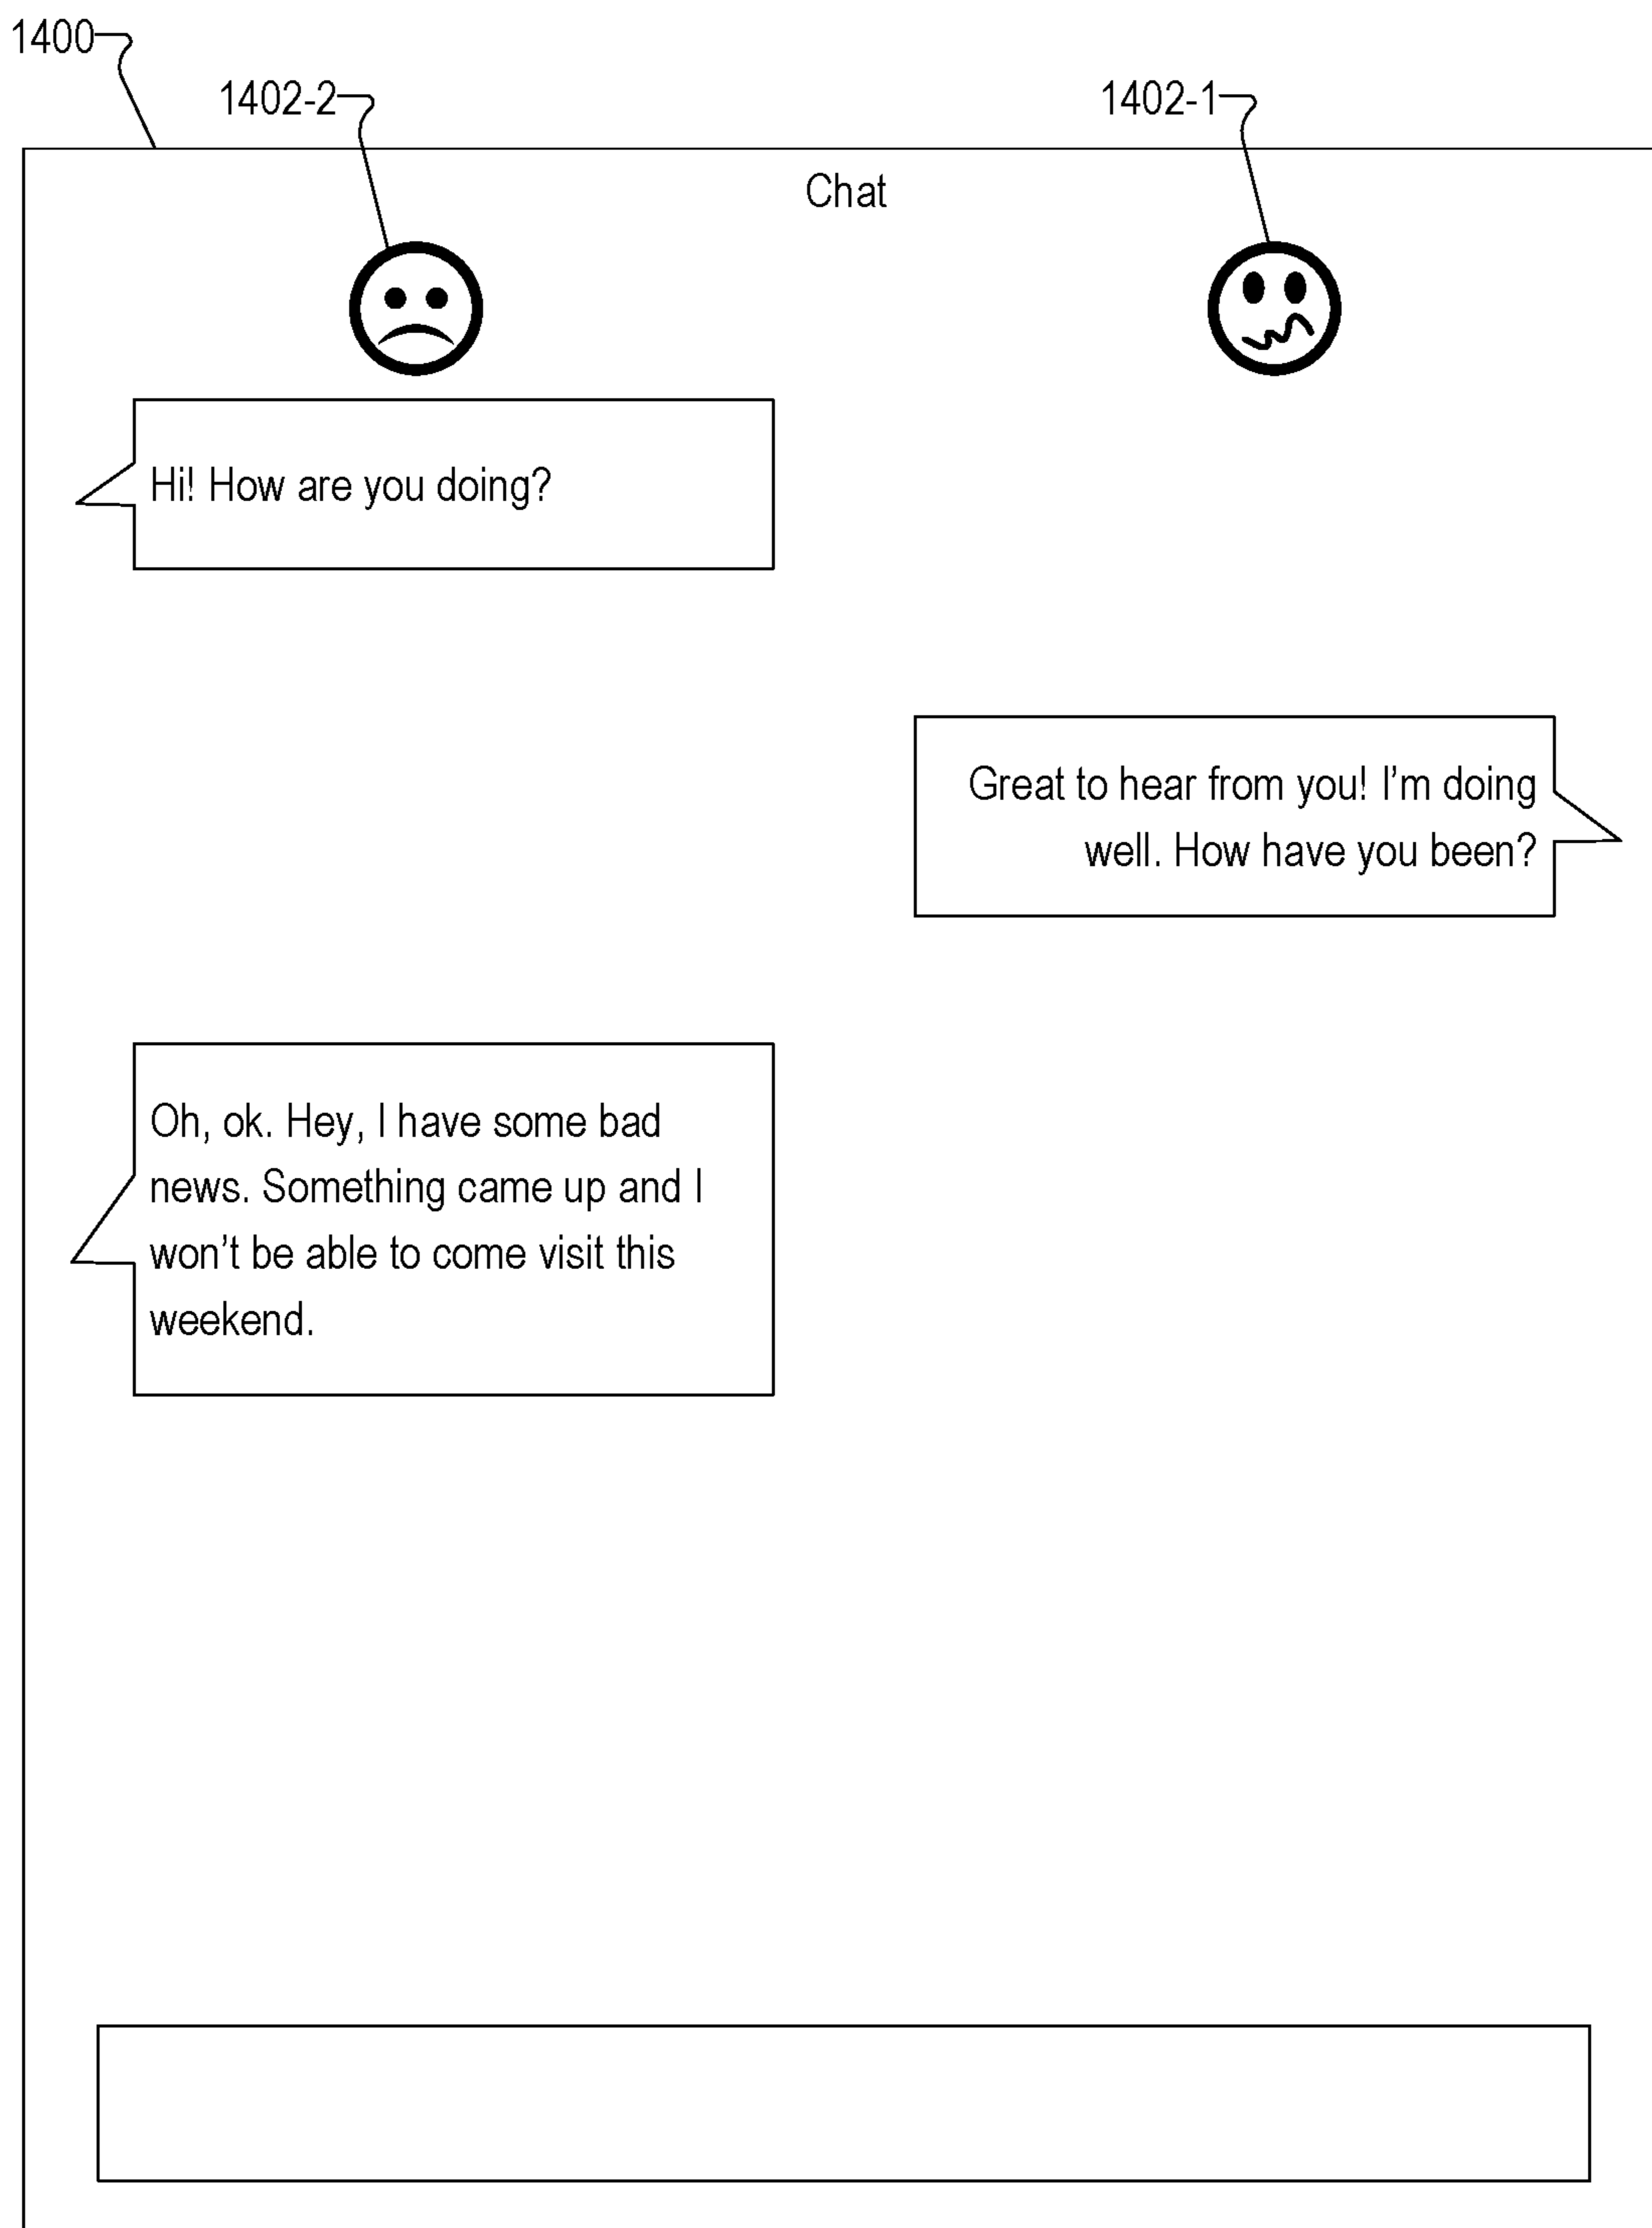 1400
1402-2
1402-1
Chat
Hi! How are you doing?
Great to hear from you! I'm doing
well. How have you been?
Oh, ok. Hey, I have some bad
news. Something came up and I
won't be able to come visit this
weekend.